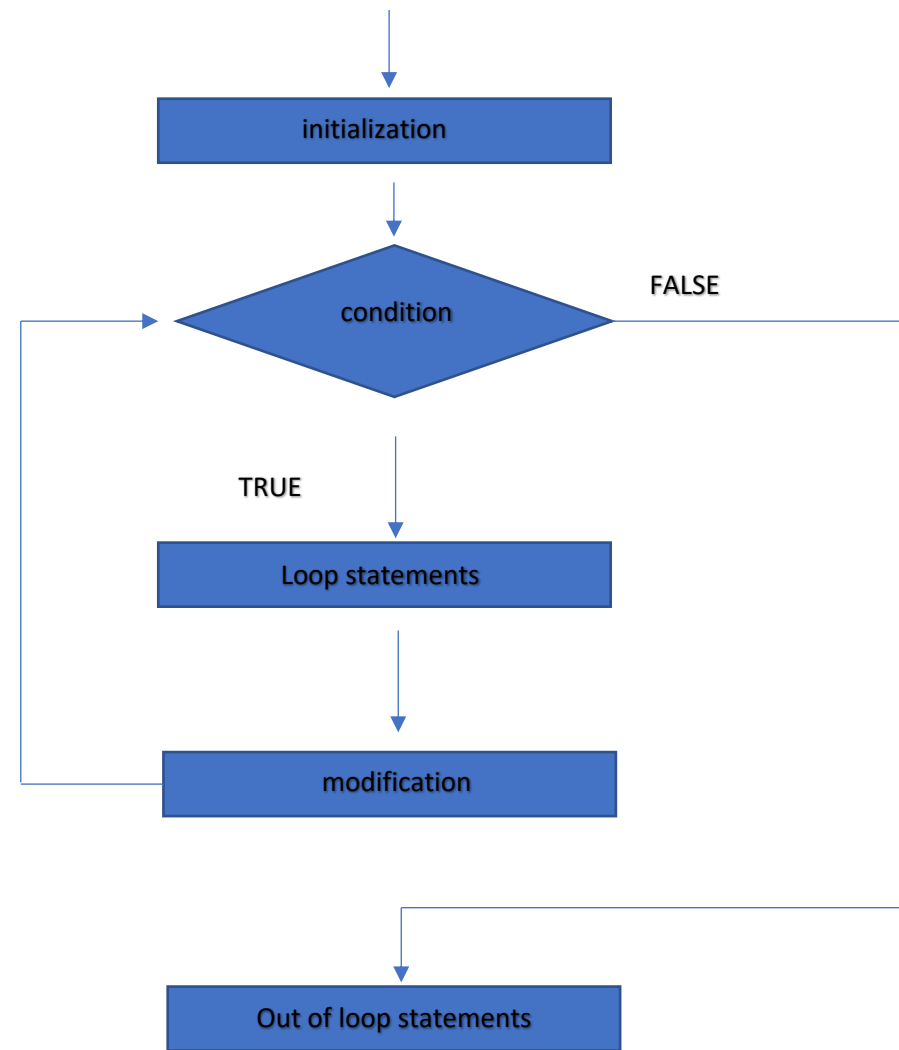 initialization
condition
FALSE
TRUE
Loop statements
modification
Out of loop statements